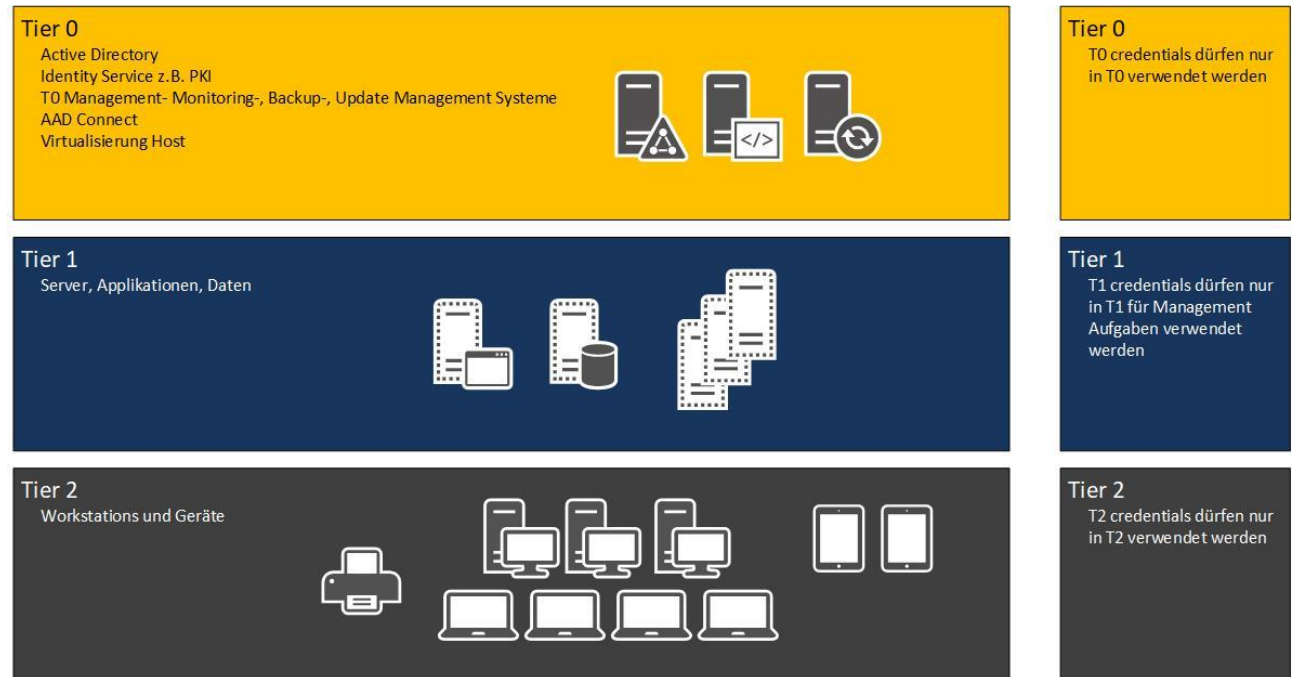 Tier 0
Active Directory
Identity Service z.B. PKI
T0 Management- Monitoring-, Backup-, Update Management Systeme
AAD Connect
Virtualisierung Host
</>
Tier 0
T0 credentials dürfen nur
in T0 verwendet werden
Tier 1
Server, Applikationen, Daten
Tier 1
T1 credentials dürfen nur
in T1 für Management
Aufgaben verwendet
werden
Tier 2
Workstations und Geräte
Tier 2
T2 credentials dürfen nur
in T2 verwendet werden